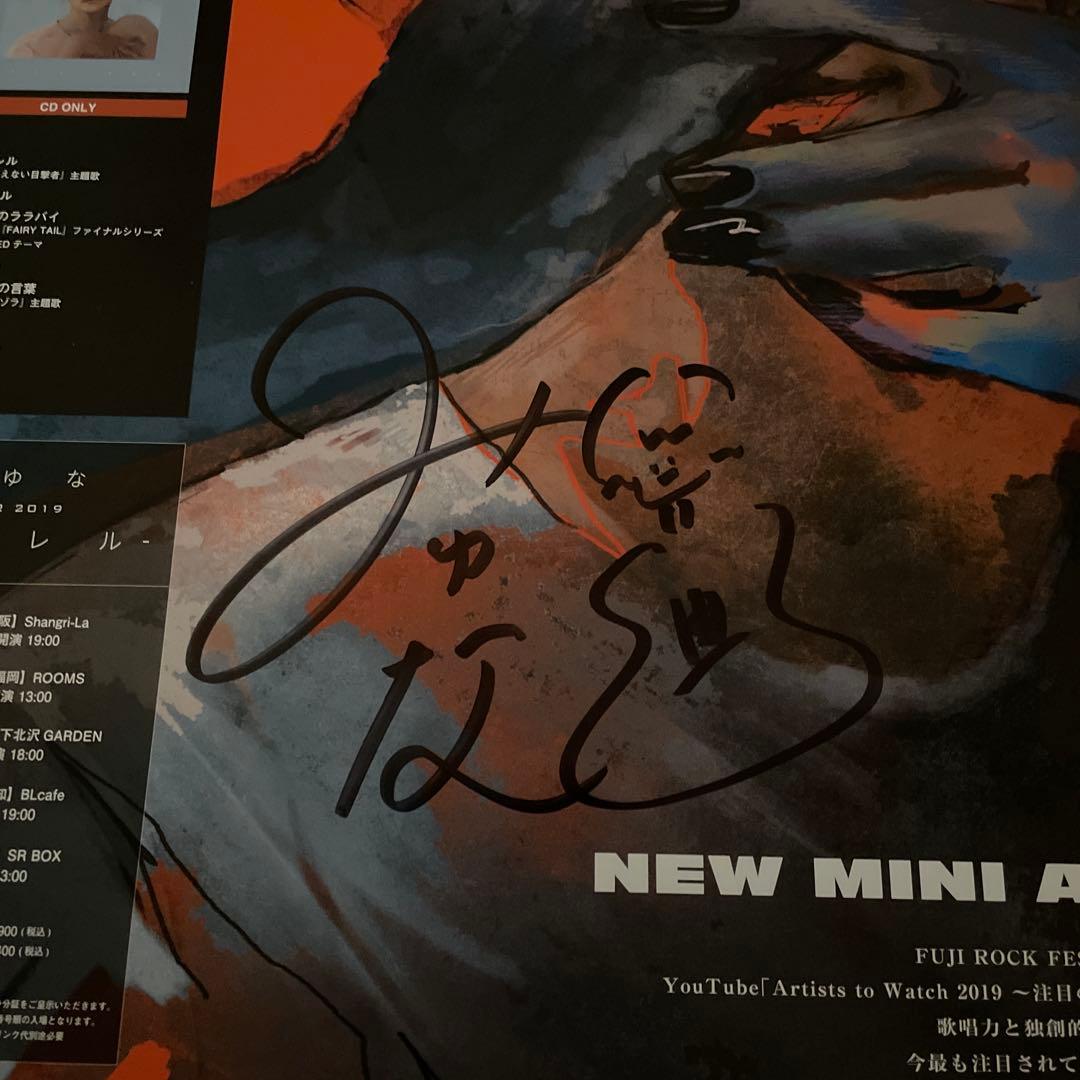 CD ONLY
レル
えない目撃者』主題歌
ル
のララバイ
「FAIRY TAIL」ファイナルシリーズ
EDテーマ
の言葉
ゾラ」主題歌
ゆ な
R 2019
レ ル -
阪】Shangri-La
開演 19:00
福岡】ROOMS
演 13:00
下北沢 GARDEN
演 18:00
知】BLcafe
19:00
SR BOX
3:00
900(税込)
400(税込)
分証をご呈示いただきます。
番号順の入場となります。
リンク代別途必要
み
ゆ
な
NEW MINI A
FUJI ROCK FES
YouTube「Artists to Watch 2019 ～注目の
歌唱力と独創的
今最も注目されて